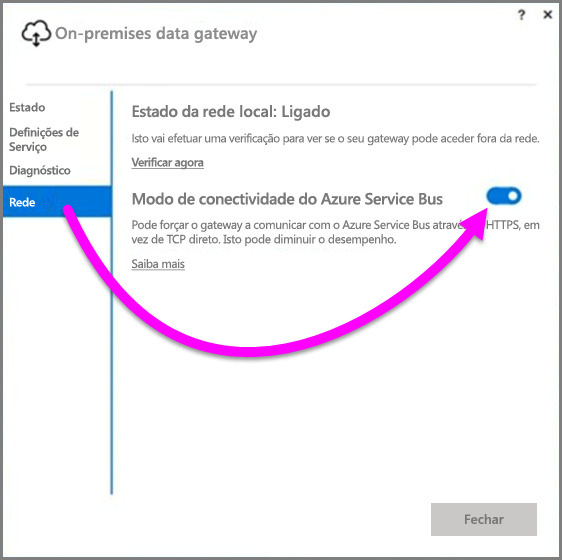 ? ×
On-premises data gateway
Estado
Definições de
Serviço
Diagnóstico
Rede
Estado da rede local: Ligado
Isto vai efetuar uma verificação para ver se o seu gateway pode aceder fora da rede.
Verificar agora
Modo de conectividade do Azure Service Bus
Pode forçar o gateway a comunicar com o Azure Service Bus através HTTPS, em
vez de TCP direto. Isto pode diminuir o desempenho.
Saiba mais
Fechar